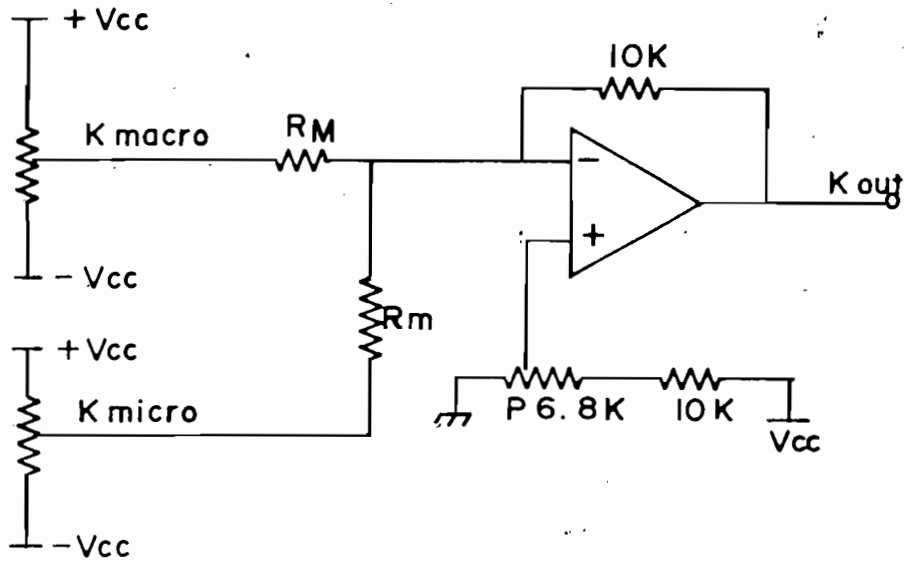 + Vcc
10K
K macro
RM
K out
-
+
- Vcc
Rm
+ Vcc
K micro
P 6.8K
10K
Vcc
- Vcc